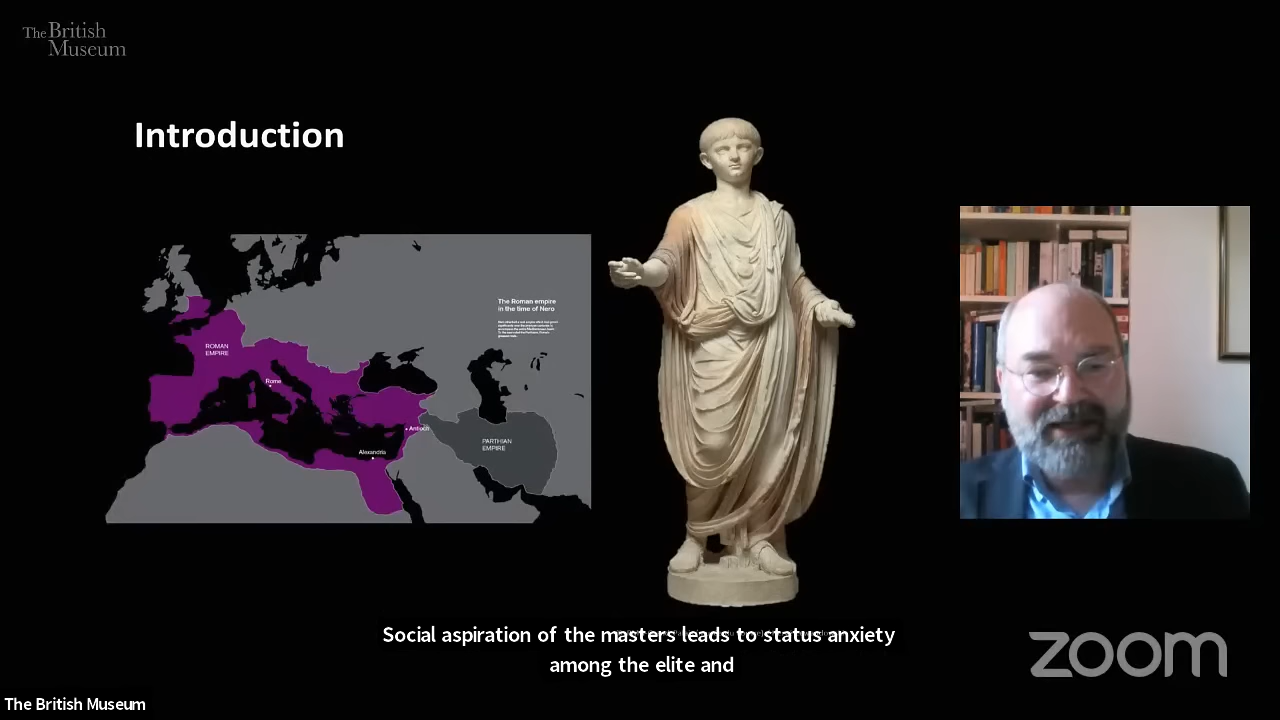 The British
Museum
Introduction
The Roman empire
in the time of Nero
ROMAN
EMPIRE
Rome
Antioch
PARTHIAN
EMPIRE
Alexandria
Social aspiration of the masters leads to status anxiety
among the elite and
zoom
The British Museum